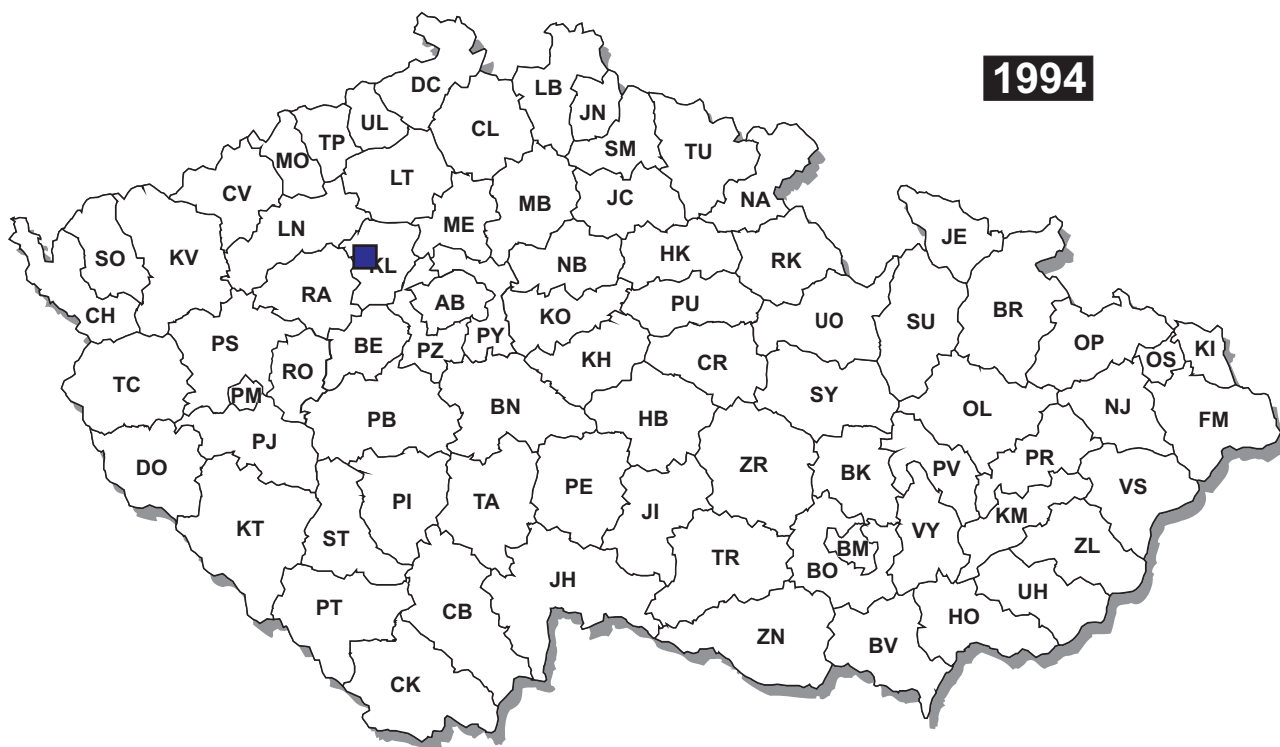 1994
DC
LB
JN
UL
CL
TP
SM
TU
MO
LT
CV
JC
NA
MB
ME
LN
JE
SO
KV
HK
RK
NB
KL
RA
AB
PU
BR
CH
KO
UO
SU
PY
PS
BE
PZ
OP
KI
OS
KH
CR
RO
TC
PM
SY
BN
OL
NJ
PB
HB
FM
PJ
DO
ZR
BK
PV
PR
PE
VS
PI
TA
JI
KM
KT
VY
ST
ZL
BM
TR
BO
JH
UH
PT
CB
HO
ZN
BV
CK